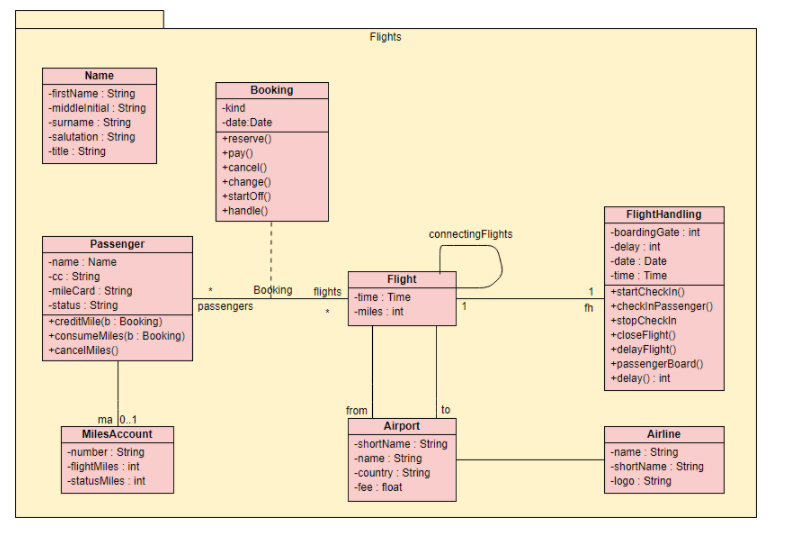 Flights
Name
-firstName : String
-middleInitial : String
-surname : String
-salutation : String
-title : String
Booking
-kind
-date:Date
+reserve()
+pay()
+cancel()
+change()
+startOff()
+handle()
Passenger
-name : Name
-cc : String
-mileCard : String
-status : String
+creditMile(b : Booking)
+consumeMiles(b : Booking)
+cancelMiles()
*
passengers
Booking
flights
*
connectingFlights
Flight
-time : Time
-miles : int
1
1
fh
FlightHandling
-boardingGate : int
-delay : int
-date : Date
-time : Time
+startCheckIn()
+checkInPassenger()
+stopCheckIn
+closeFlight()
+delayFlight()
+passengerBoard()
+delay() : int
ma 0..1
MilesAccount
-number : String
-flightMiles : int
-statusMiles : int
from
to
Airport
-shortName : String
-name : String
-country : String
-fee : float
Airline
-name : String
-shortName : String
-logo : String